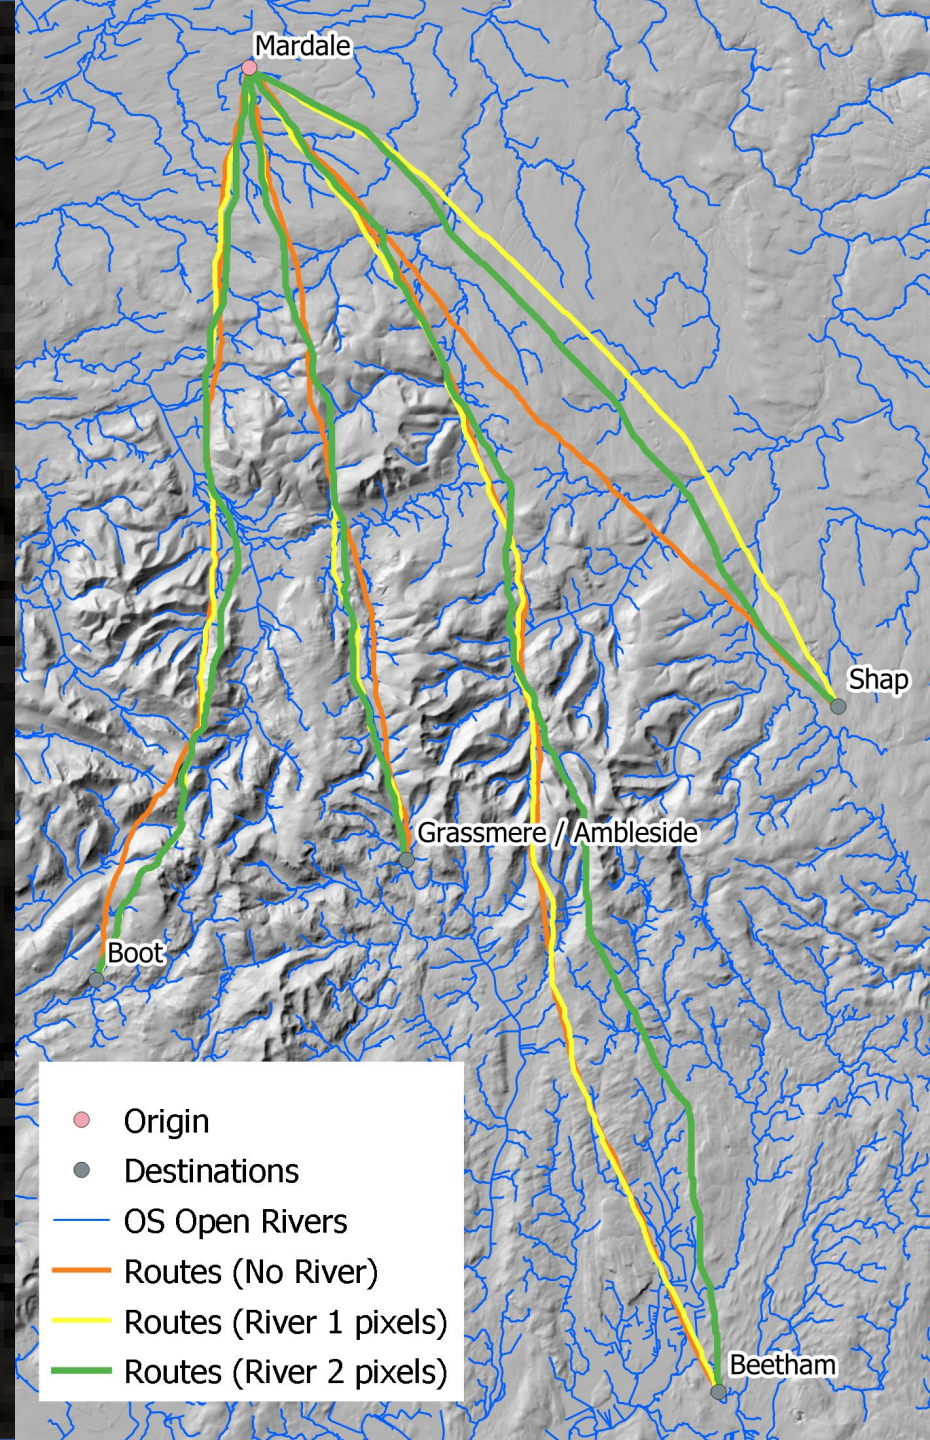 Mardale
Shap
Grassmere / Ambleside
Boot
Origin
Destinations
OS Open Rivers
Routes (No River)
Routes (River 1 pixels)
Routes (River 2 pixels)
Beetham